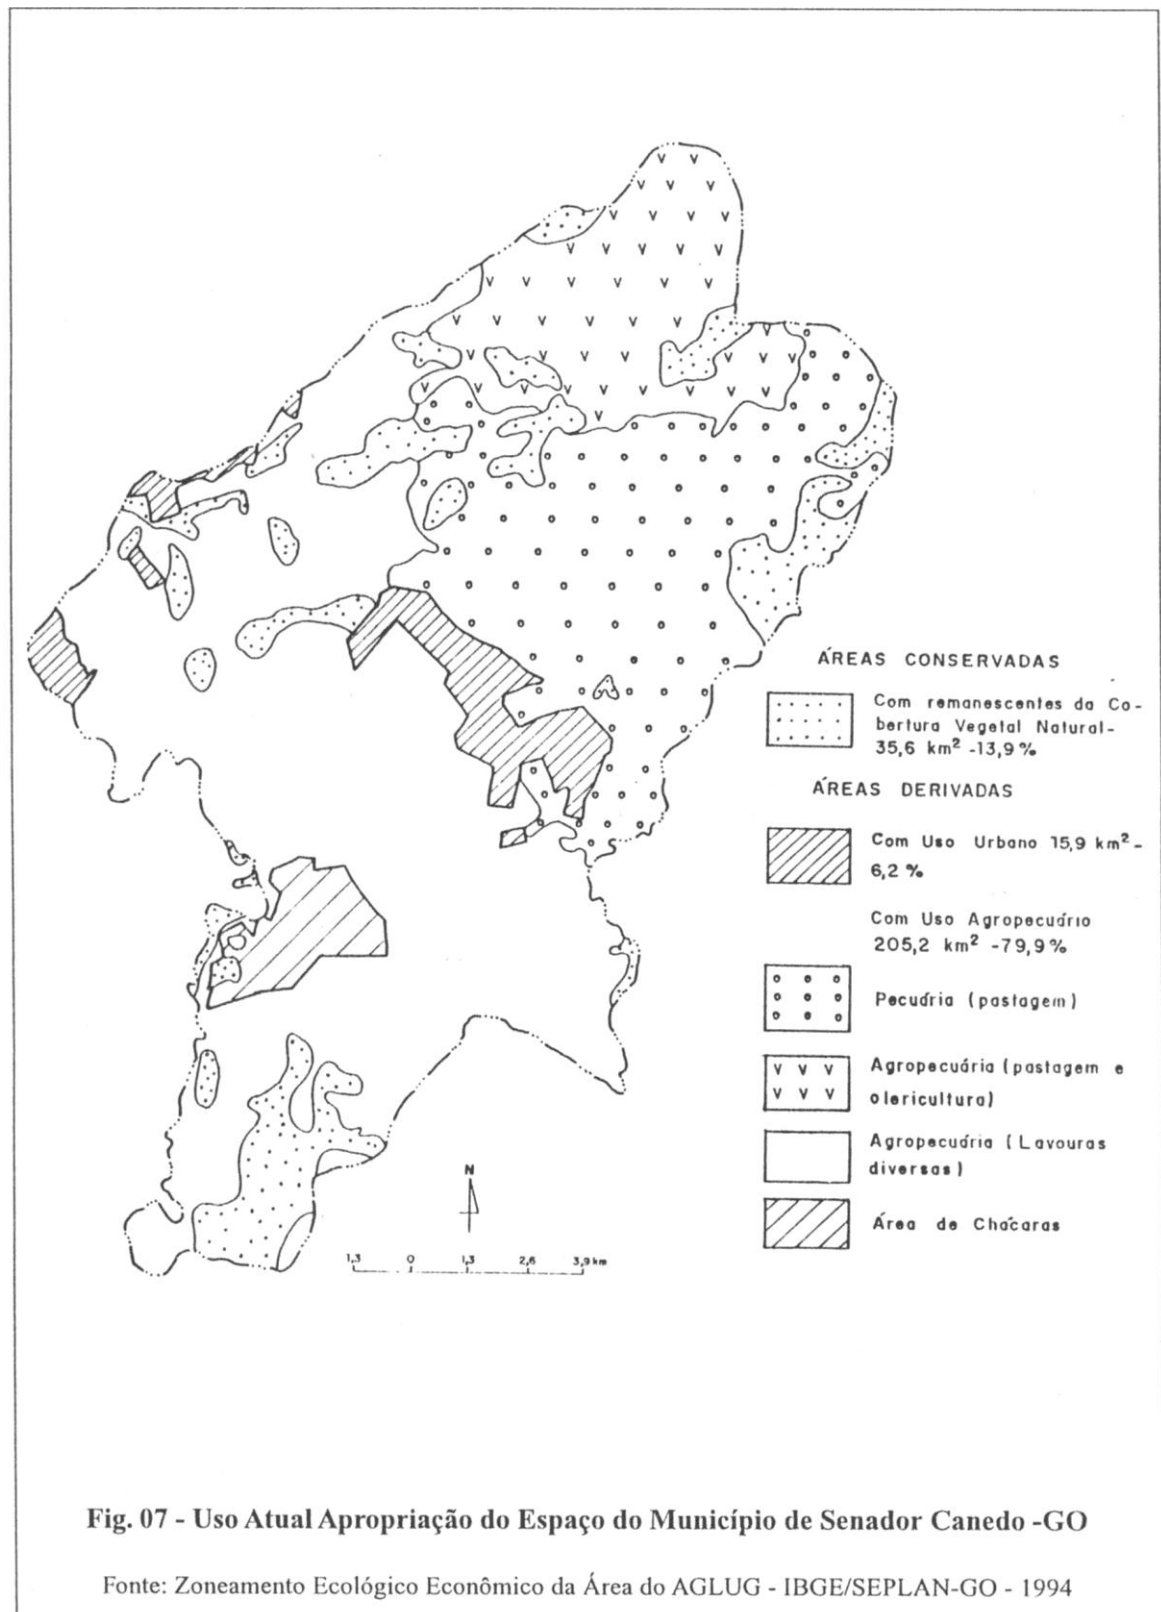 ÁREAS CONSERVADAS
Com remanescentes da Co-
bertura Vegetal Natural-
35,6 km² -13,9%
ÁREAS DERIVADAS
Com Uso Urbano 15,9 km²-
6,2%
Com Uso Agropecuário
205,2 km² -79,9%
Pecuária (pastagem)
Agropecuária (pastagem e
olericultura)
Agropecuária (Lavouras
diversas)
Área de Chácaras
N
1,3 0 1,3 2,6 3,9 km
Fig. 07 - Uso Atual Apropriação do Espaço do Município de Senador Canedo -GO
Fonte: Zoneamento Ecológico Econômico da Área do AGLUG - IBGE/SEPLAN-GO - 1994